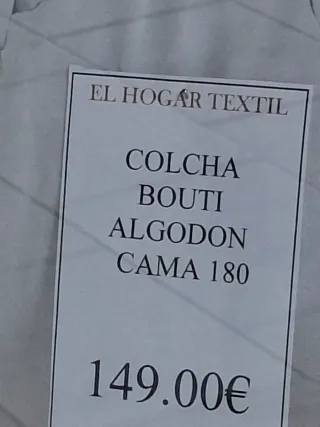 EL HOGAR TEXTIL
COLCHA
BOUTI
ALGODON
CAMA 180
149.00€